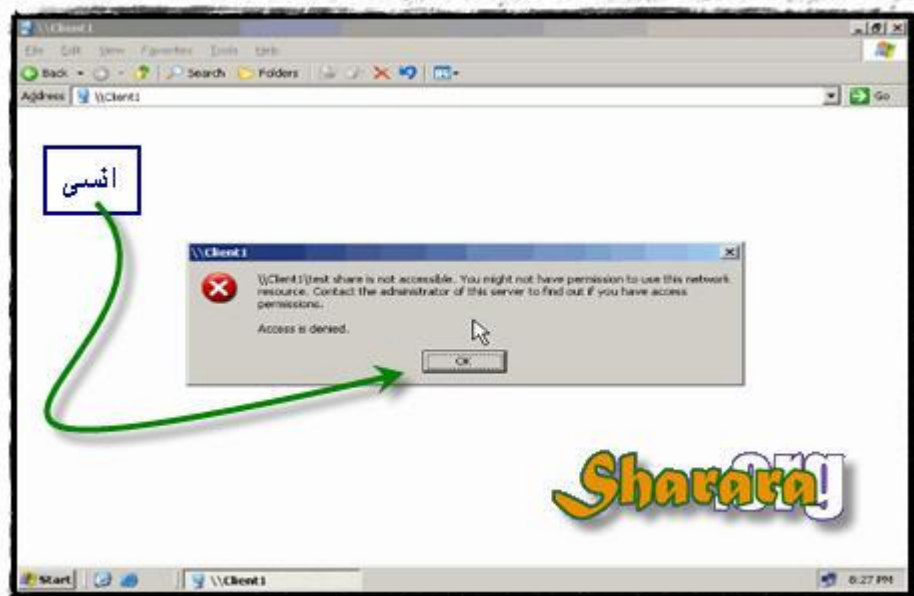 \\Client1
File Edit View Favorites Tools Help
Back Search Folders
Address \\Client1 Go
انسى
\\Client1
\\Client1\test share is not accessible. You might not have permission to use this network
resource. Contact the administrator of this server to find out if you have access
permissions.
Access is denied.
OK
Sharara.org
Start \\Client1 8:27 PM